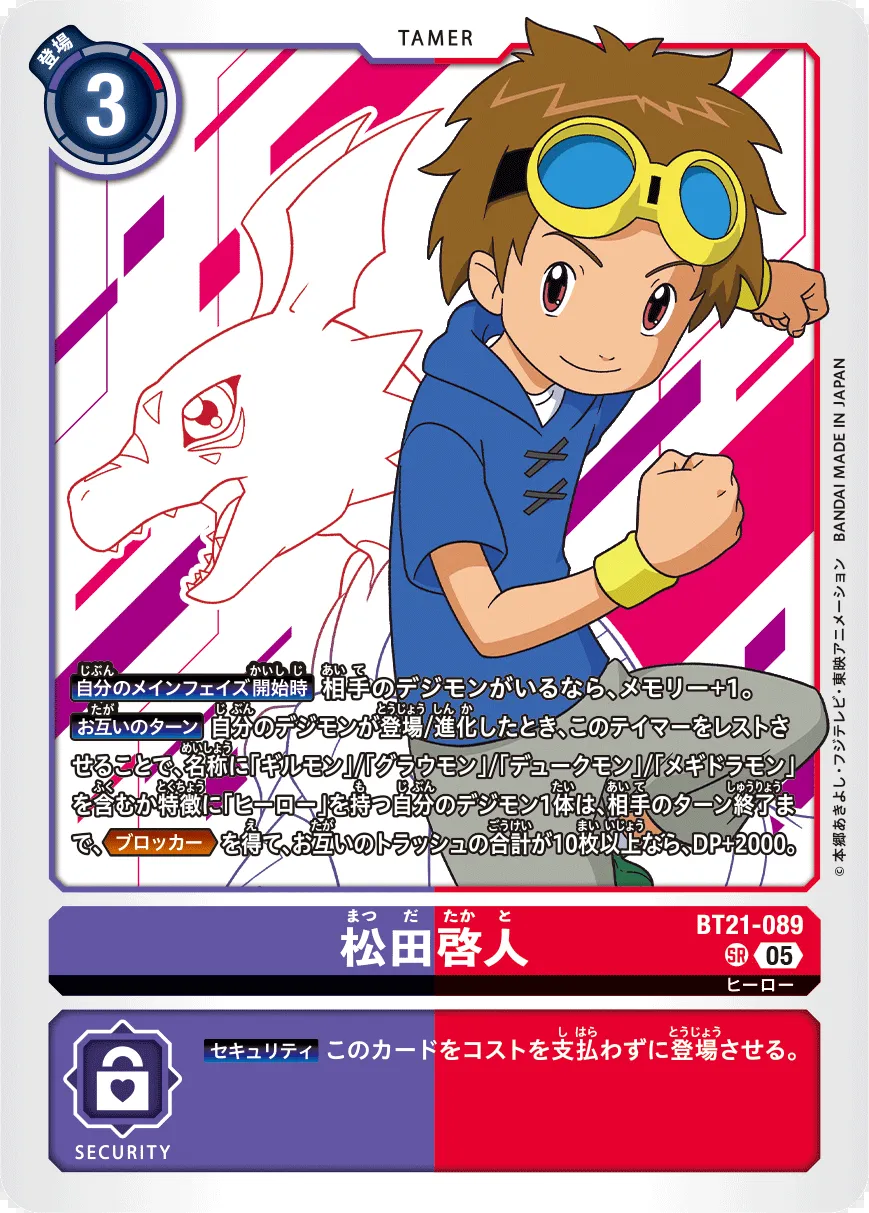 TAMER
登場
3
自分のメインフェイズ開始時 相手のデジモンがいるなら、メモリー+1。
お互いのターン 自分のデジモンが登場/進化したとき、このテイマーをレストさ
せることで、名称に「ギルモン」/「グラウモン」/「デュークモン」/「メギドラモン」
を含むか特徴に「ヒーロー」を持つ自分のデジモン1体は、相手のターン終了ま
で、ブロッカーを得て、お互いのトラッシュの合計が10枚以上なら、DP+2000。
©本郷あきよし・フジテレビ・東映アニメーション BANDAI MADE IN JAPAN
まつだたかと
松田啓人
BT21-089
SR 05
ヒーロー
セキュリティ このカードをコストを支払わずに登場させる。
SECURITY